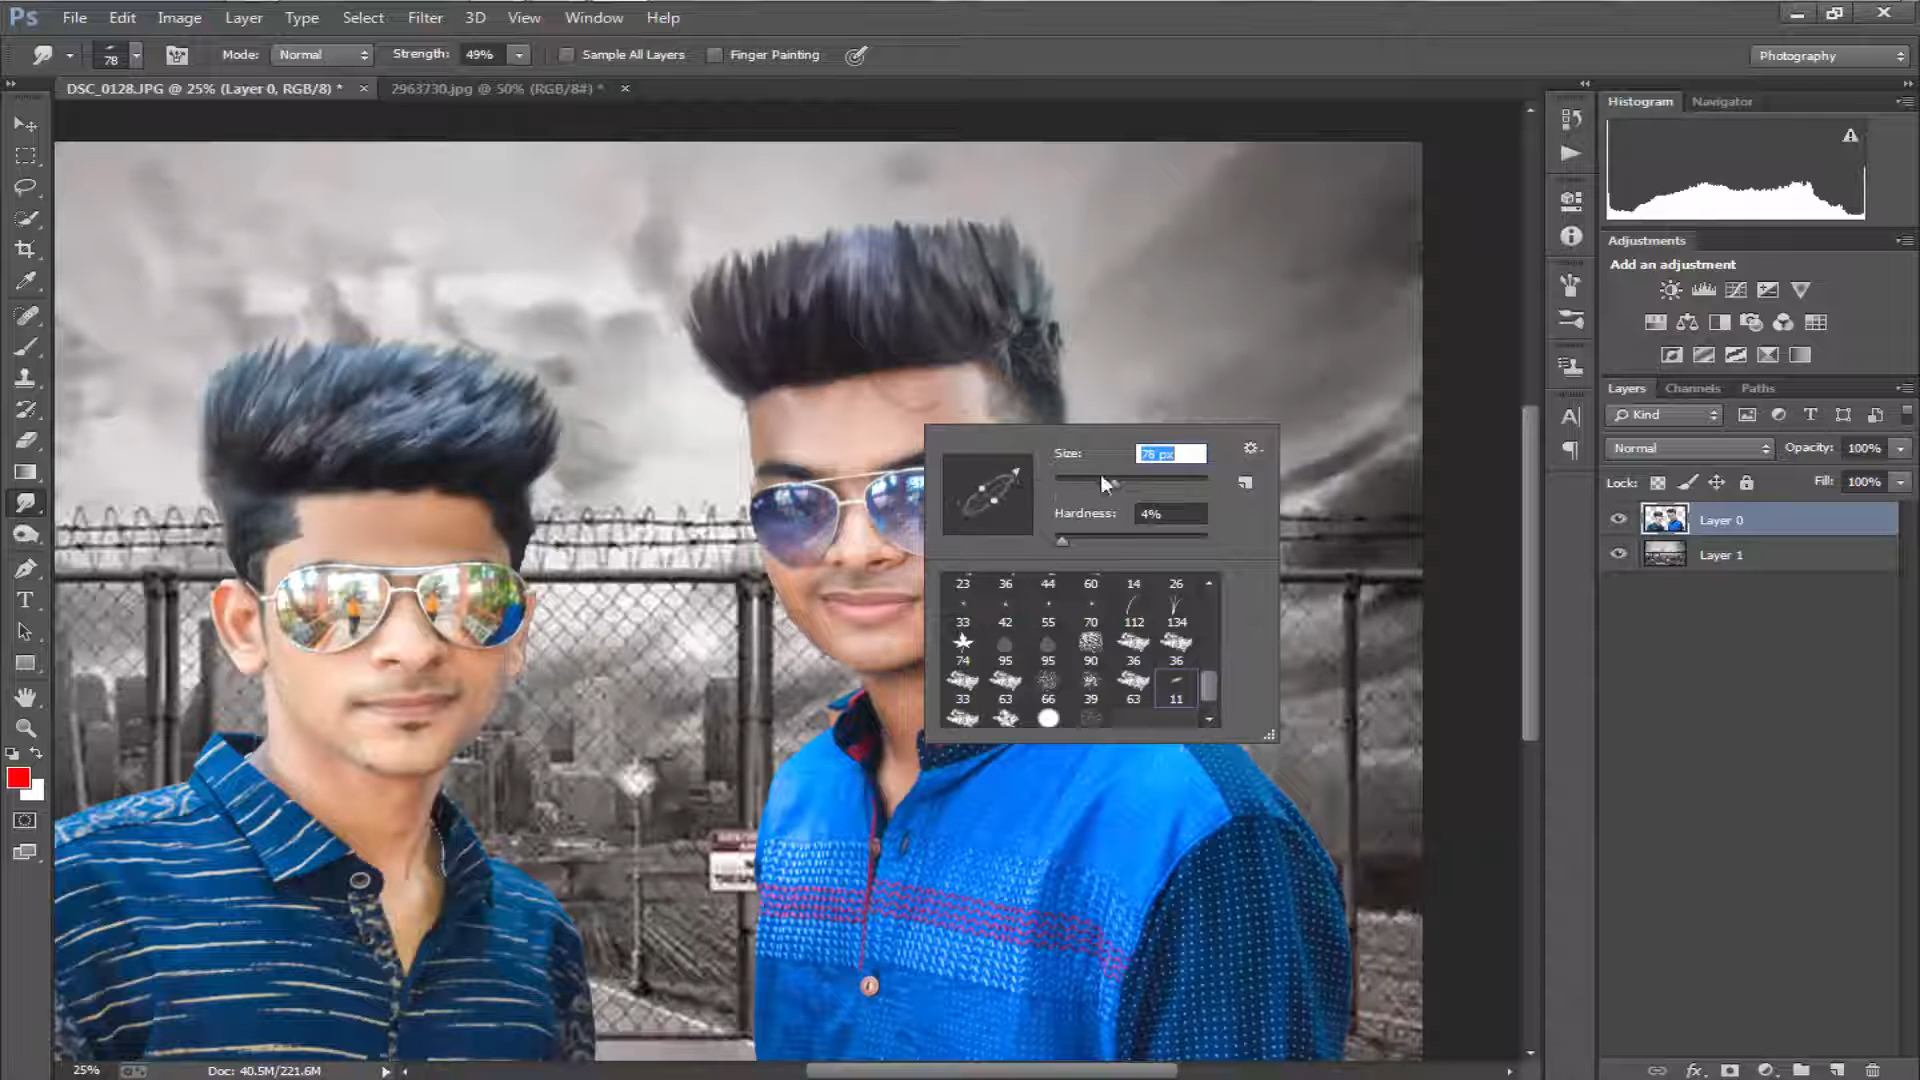 Ps File Edit Image Layer Type Select Filter 3D View Window Help
78 Mode: Normal Strength: 49% Sample All Layers Finger Painting Photography
DSC_0128.JPG @ 25% (Layer 0, RGB/8) * × 2963730.jpg @ 50% (RGB/8#) * ×
Histogram Navigator
Adjustments
Add an adjustment
Layers Channels Paths
Kind
Normal Opacity: 100%
Lock: Fill: 100%
Layer 0
Layer 1
Size: 78 px
Hardness: 4%
23 36 44 60 14 26
33 42 55 70 112 134
74 95 95 90 36 36
33 63 66 39 63 11
25% Doc: 40.5M/221.6M